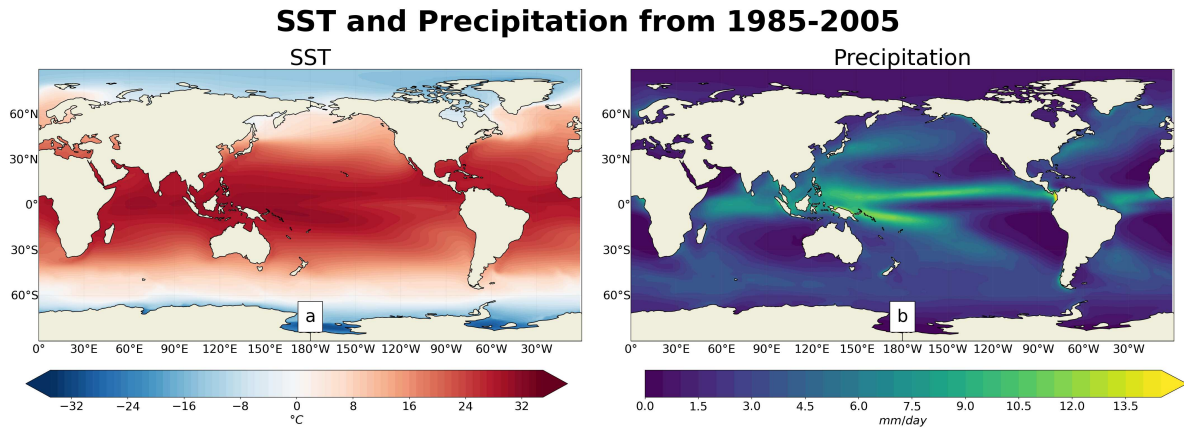 SST and Precipitation from 1985-2005
SST
60°N
30°N
0°
30°S
60°S
a
0° 30°E 60°E 90°E 120°E 150°E 180° 150°W 120°W 90°W 60°W 30°W
−32 −24 −16 −8 0 8 16 24 32
°C
Precipitation
60°N
30°N
0°
30°S
60°S
b
0° 30°E 60°E 90°E 120°E 150°E 180° 150°W 120°W 90°W 60°W 30°W
0.0 1.5 3.0 4.5 6.0 7.5 9.0 10.5 12.0 13.5
mm/day